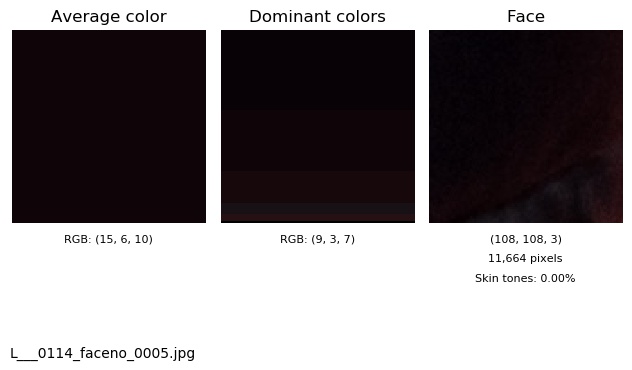 Average color
Dominant colors
Face
RGB: (15, 6, 10)
RGB: (9, 3, 7)
(108, 108, 3)
11,664 pixels
Skin tones: 0.00%
L___0114_faceno_0005.jpg